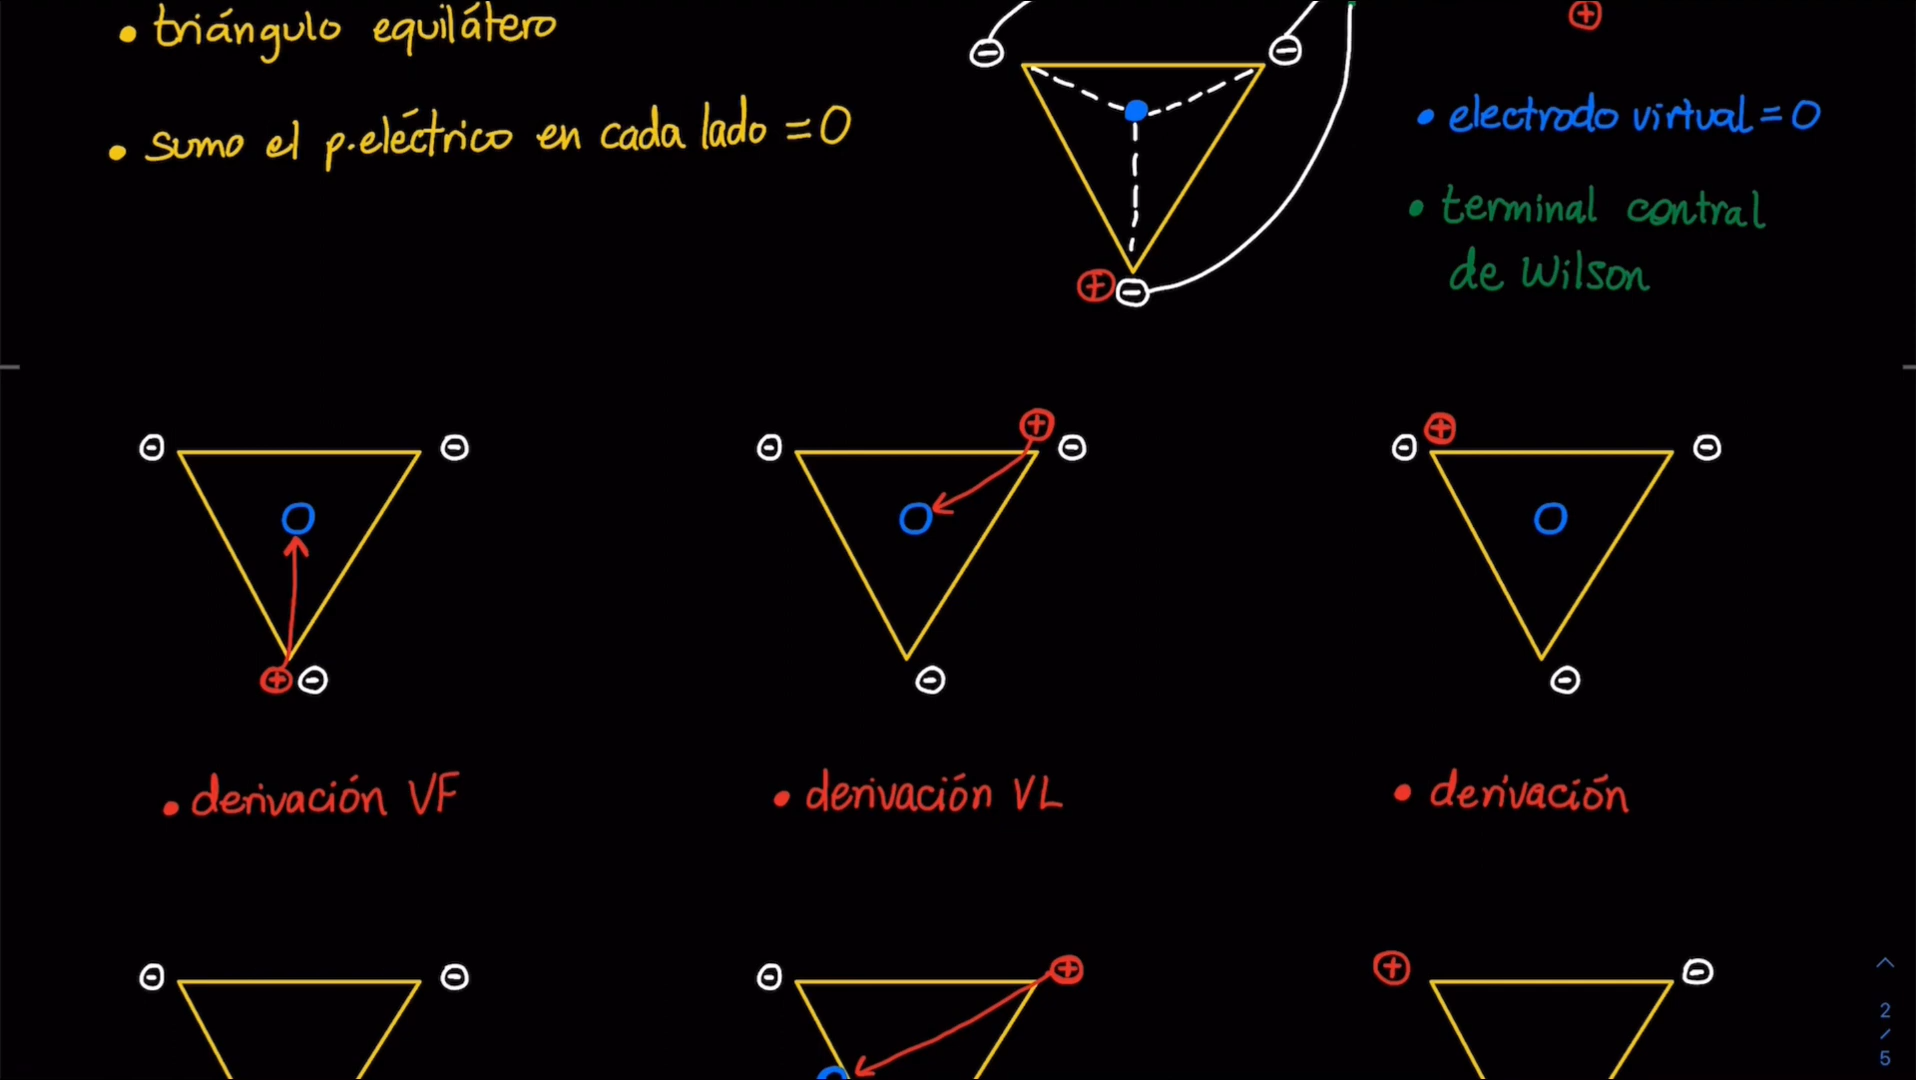 • triángulo equilátero
• sumo el p.eléctrico en cada lado = 0
⊖ ⊖ ⊕
• electrodo virtual = 0
• terminal contral
de Wilson
⊕ ⊖
⊖ ⊖ ⊖ ⊕ ⊖ ⊖ ⊕ ⊖
O O O
⊕ ⊖ ⊖ ⊖
• derivación VF
• derivación VL
• derivación
⊖ ⊖ ⊖ ⊕ ⊕ ⊖
2
/
5